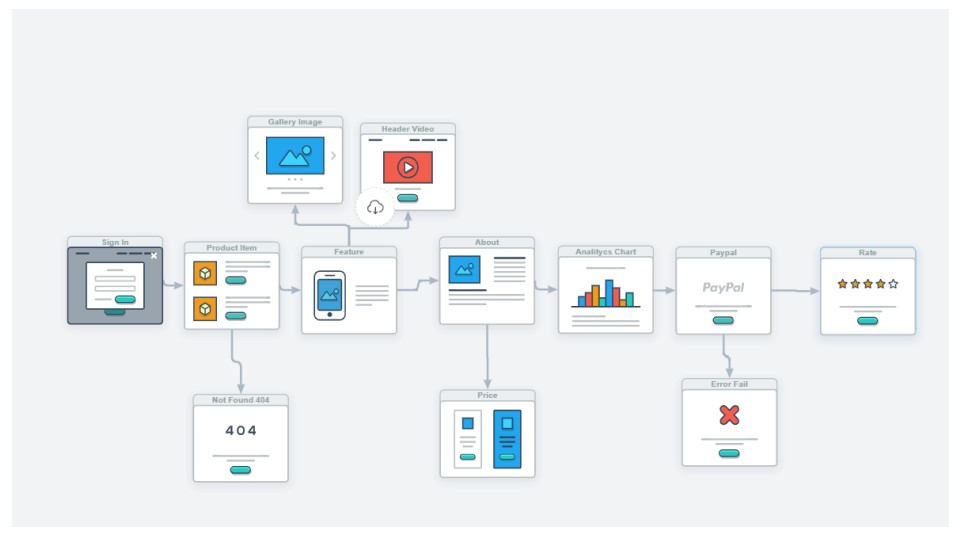 Gallery Image
Header Video
Sign In
Product Item
Feature
About
Analitycs Chart
Paypal
Rate
PayPal
Not Found 404
404
Price
Error Fail